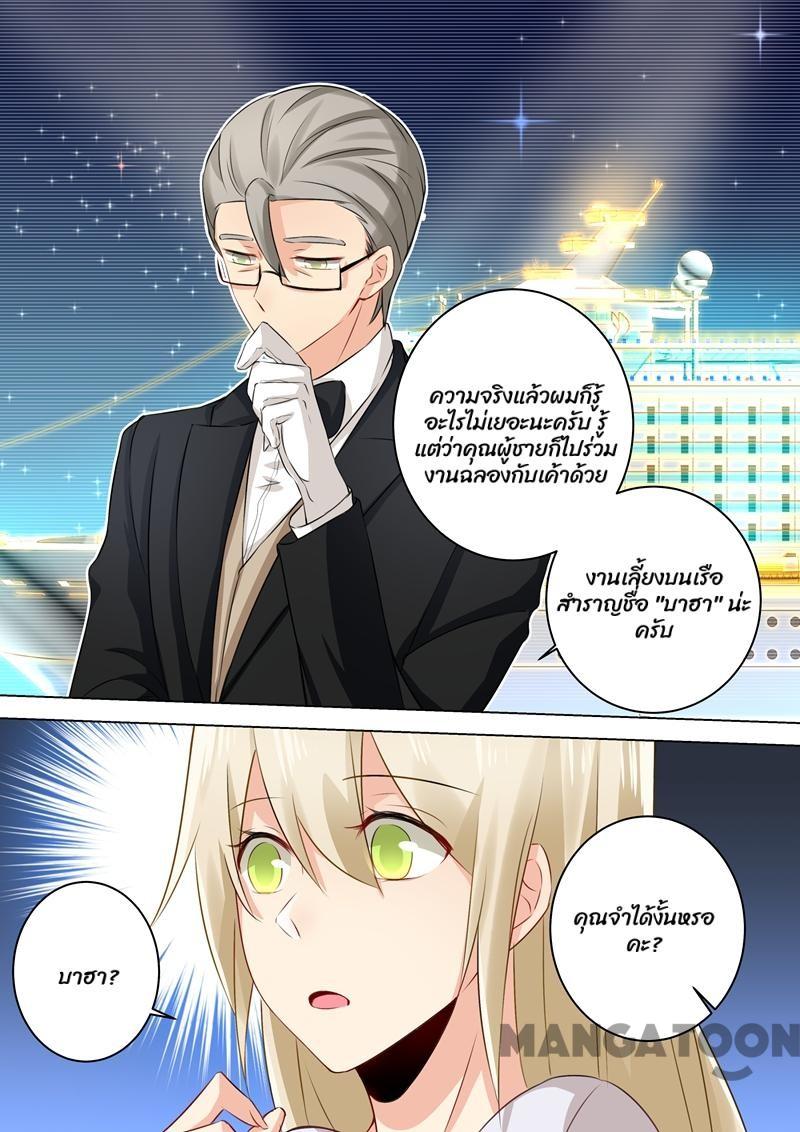 ความจริงแล้วผมก็รู้
อะไรไม่เยอะนะครับ รู้
แต่ว่าคุณผู้ชายก็ไปร่วม
งานฉลองกับเค้าด้วย
งานเลี้ยงบนเรือ
สำราญชื่อ "บาฮา" น่ะ
ครับ
บาฮา?
คุณจำได้งั้นหรอ
คะ?
MANGATOON